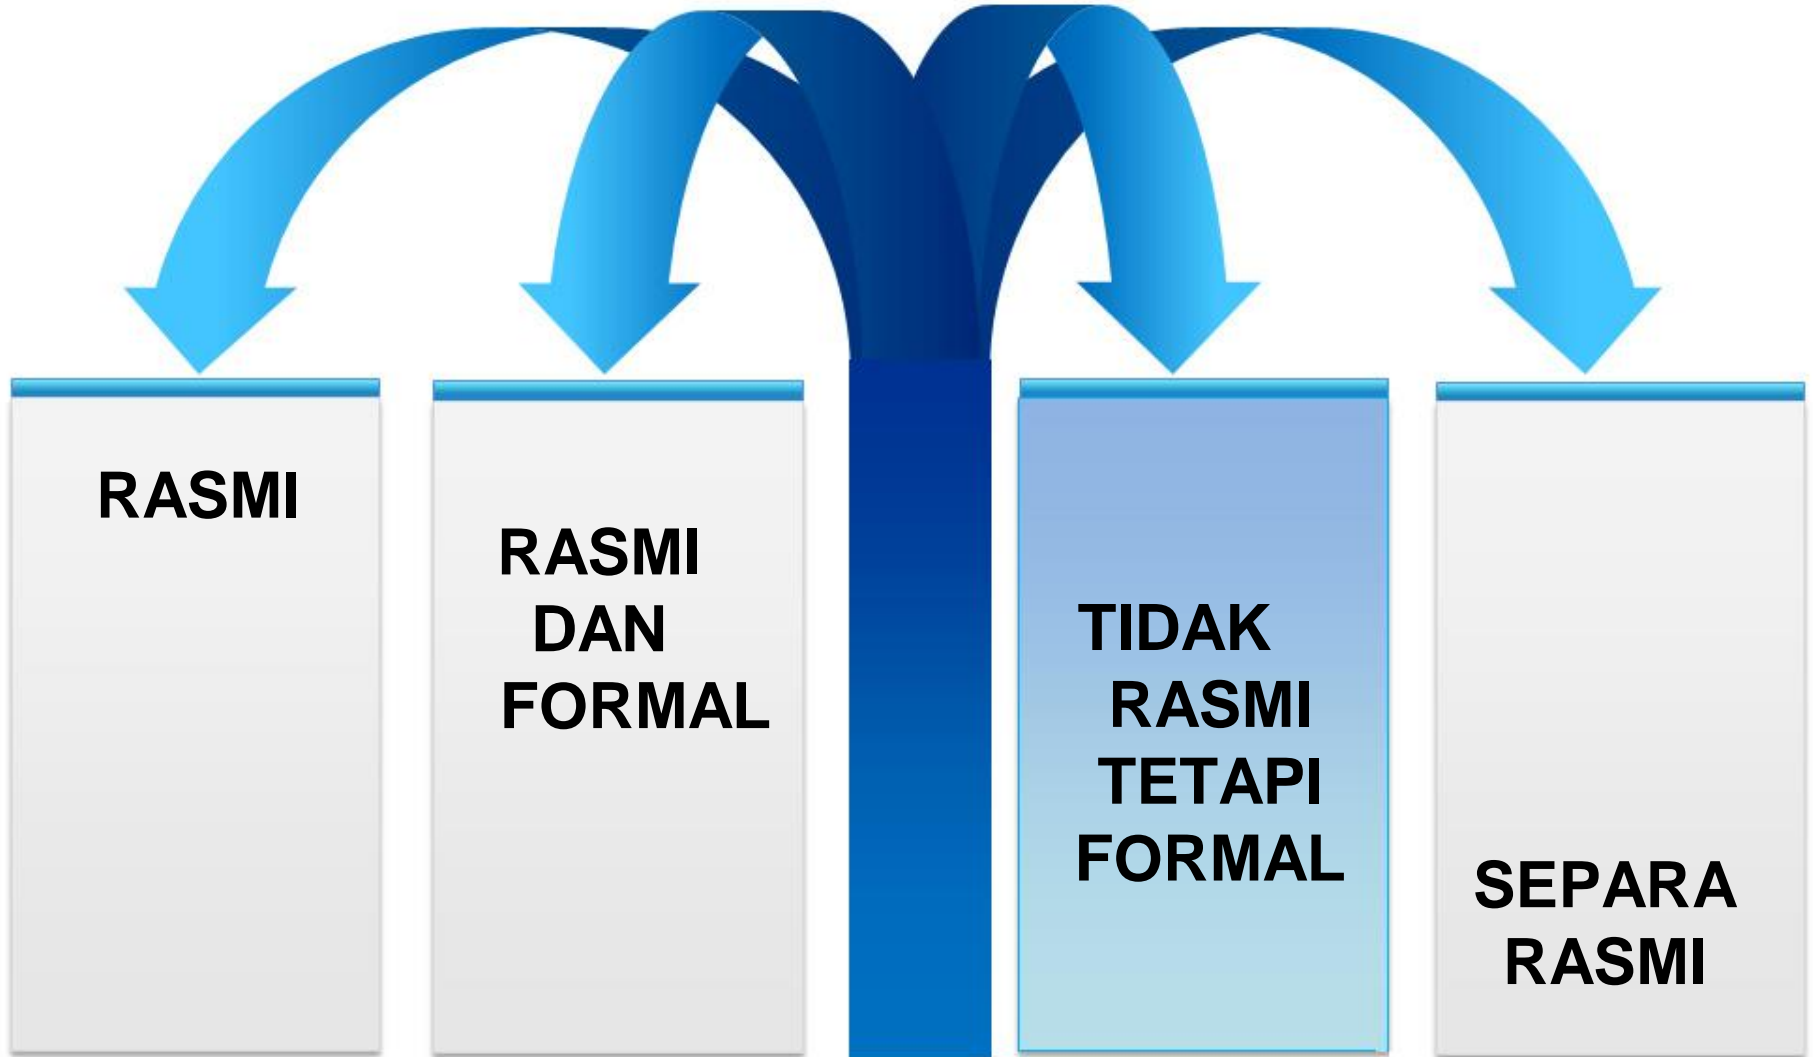 RASMI
RASMI
DAN
FORMAL
TIDAK
RASMI
TETAPI
FORMAL
SEPARA
RASMI